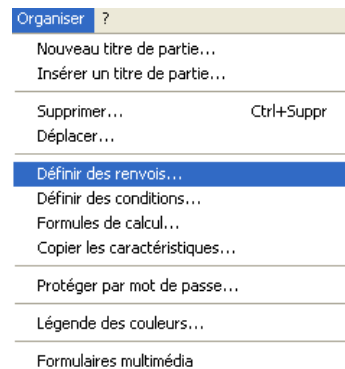 Organiser ?
Nouveau titre de partie...
Insérer un titre de partie...
Supprimer... Ctrl+Suppr
Déplacer...
Définir des renvois...
Définir des conditions...
Formules de calcul...
Copier les caractéristiques...
Protéger par mot de passe...
Légende des couleurs...
Formulaires multimédia